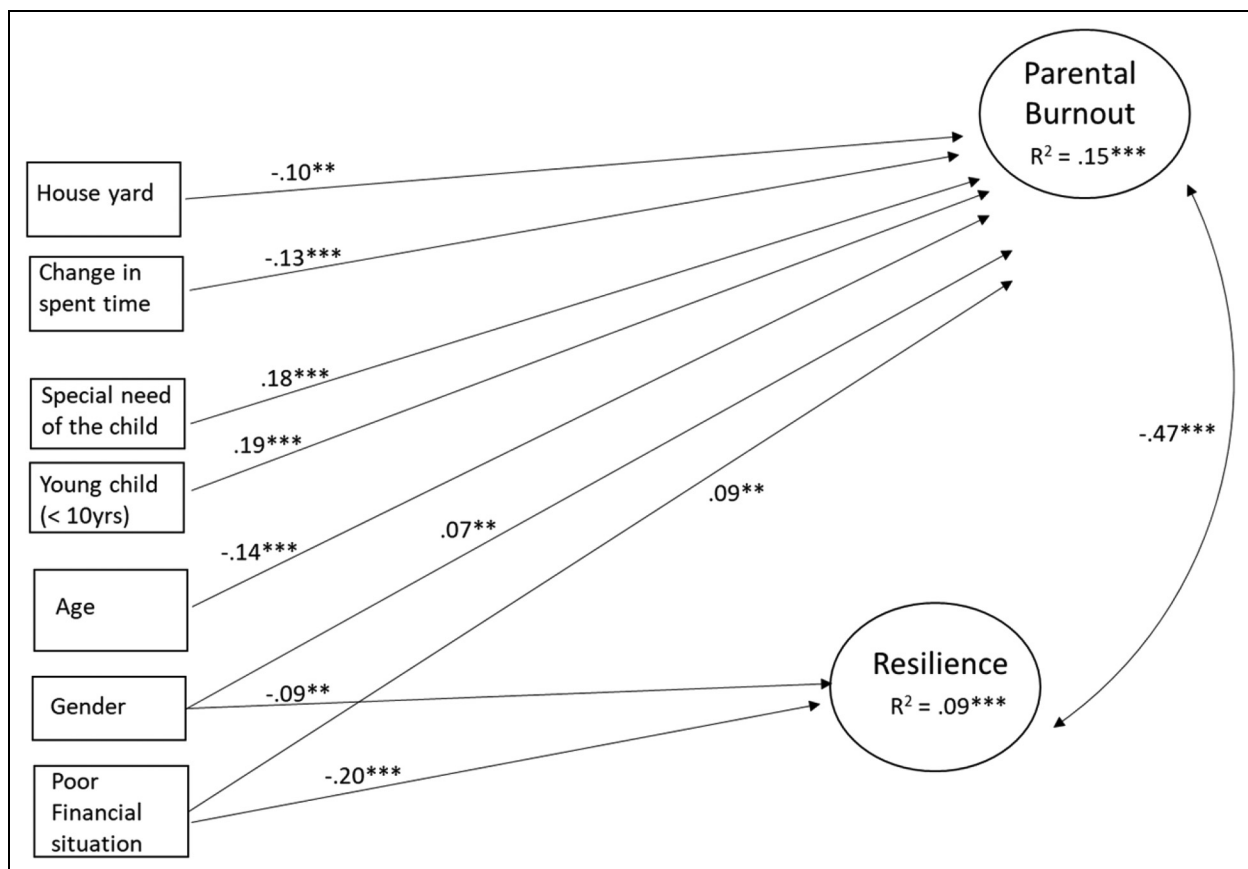 Parental
Burnout
R² = .15***
House yard
-.10**
Change in
spent time
-.13***
Special need
of the child
.18***
Young child
(< 10yrs)
.19***
Age
-.14***
Gender
.07**
-.09**
Poor
Financial
situation
.09**
-.20***
Resilience
R² = .09***
-.47***